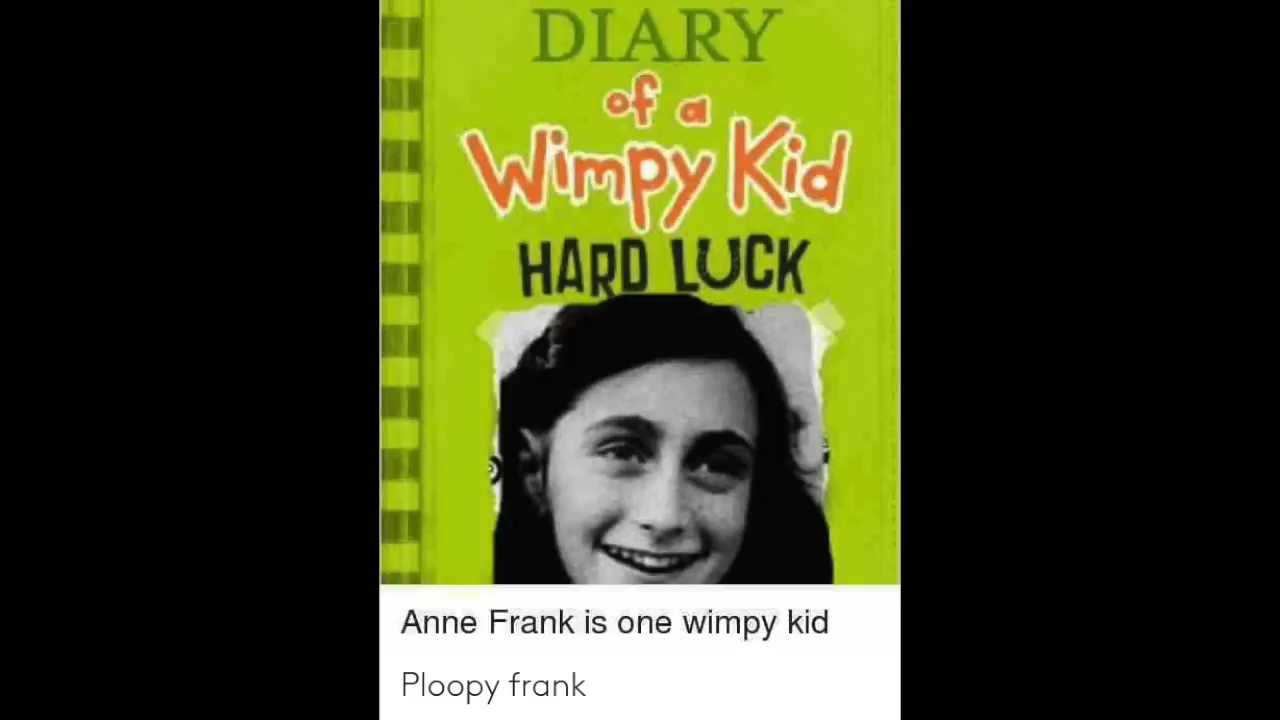 DIARY
of a
Wimpy Kid
HARD LUCK
Anne Frank is one wimpy kid
Ploopy frank